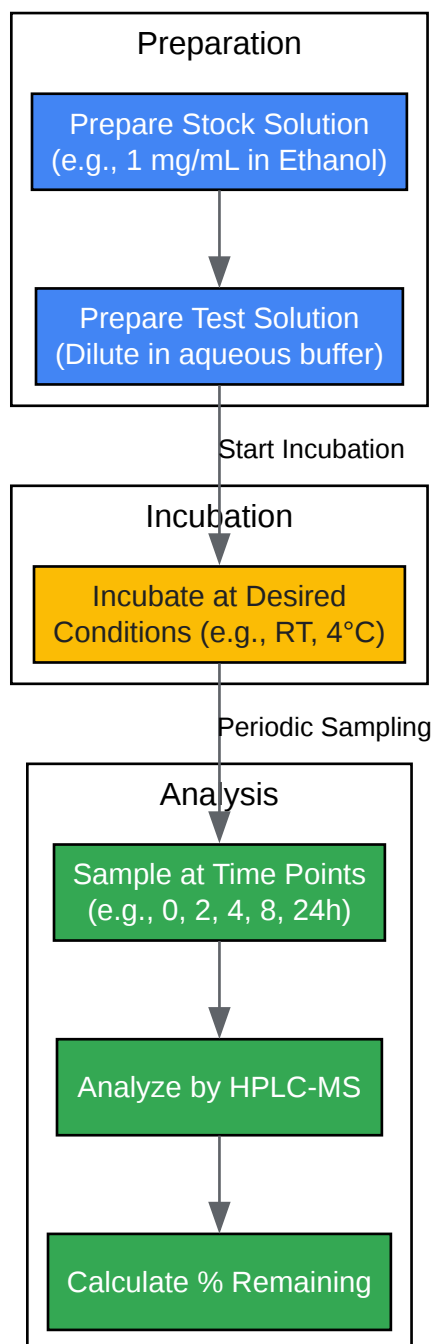 Preparation
Prepare Stock Solution
(e.g., 1 mg/mL in Ethanol)
Prepare Test Solution
(Dilute in aqueous buffer)
Start Incubation
Incubation
Incubate at Desired
Conditions (e.g., RT, 4°C)
Periodic Sampling
Analysis
Sample at Time Points
(e.g., 0, 2, 4, 8, 24h)
Analyze by HPLC-MS
Calculate % Remaining